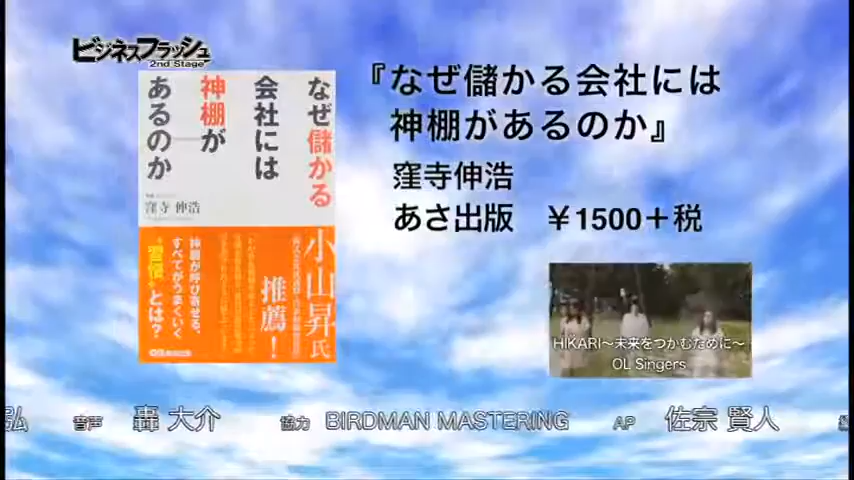 ビジネスフラッシュ
2nd Stage
『なぜ儲かる会社には
神棚があるのか』
窪寺伸浩
あさ出版 ¥1500+税
なぜ儲かる
会社には
神棚が
あるのか
窪寺 伸浩
小山昇氏
推薦!
神棚が呼び寄せる、
すべてがうまくいく
“習慣”とは?
HIKARI~未来をつかむために~
OL Singers
弘 音声 轟 大介 協力 BIRDMAN MASTERING AP 佐宗 賢人